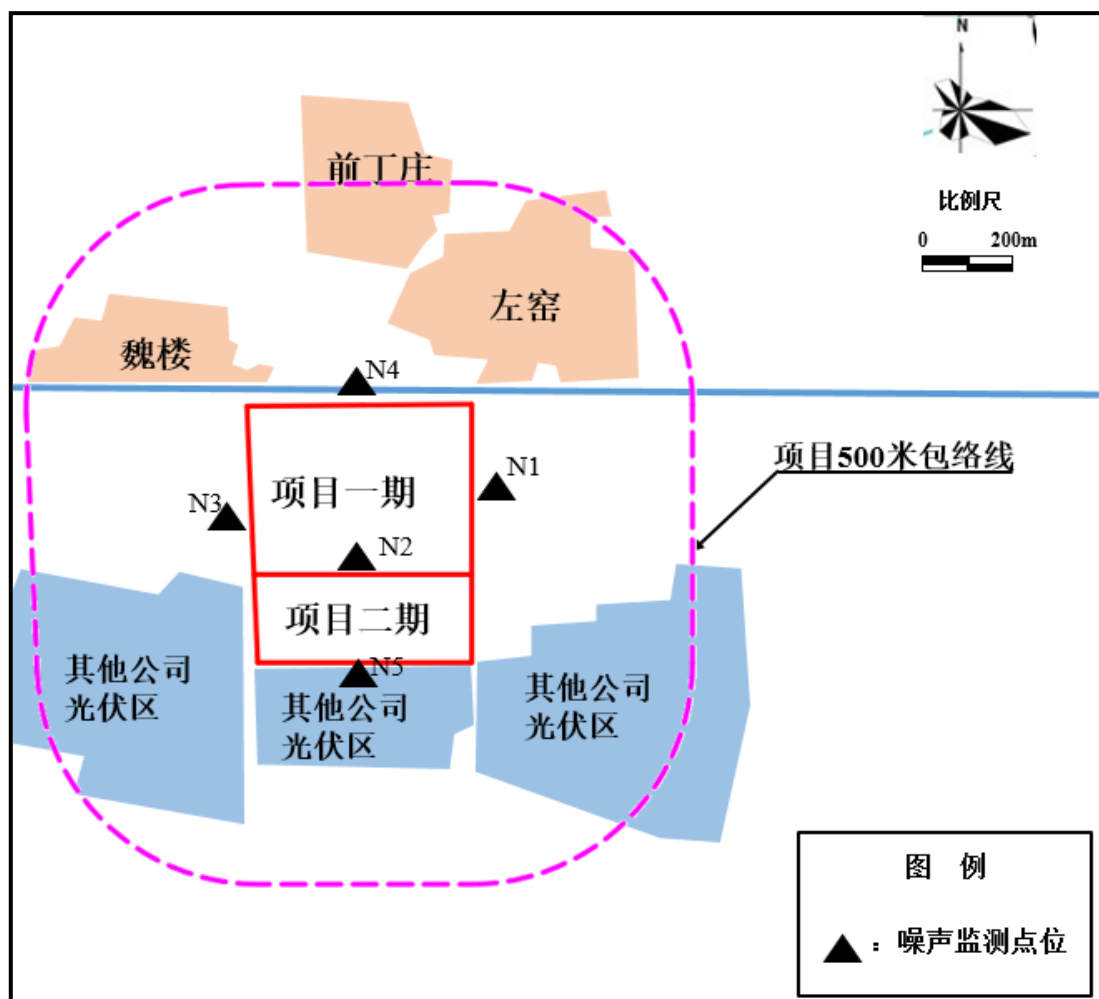 N
前丁庄
比例尺
0 200m
左窑
魏楼
N4
项目500米包络线
N1
项目一期
N3
N2
项目二期
其他公司
光伏区
N5
其他公司
光伏区
其他公司
光伏区
图 例
：噪声监测点位